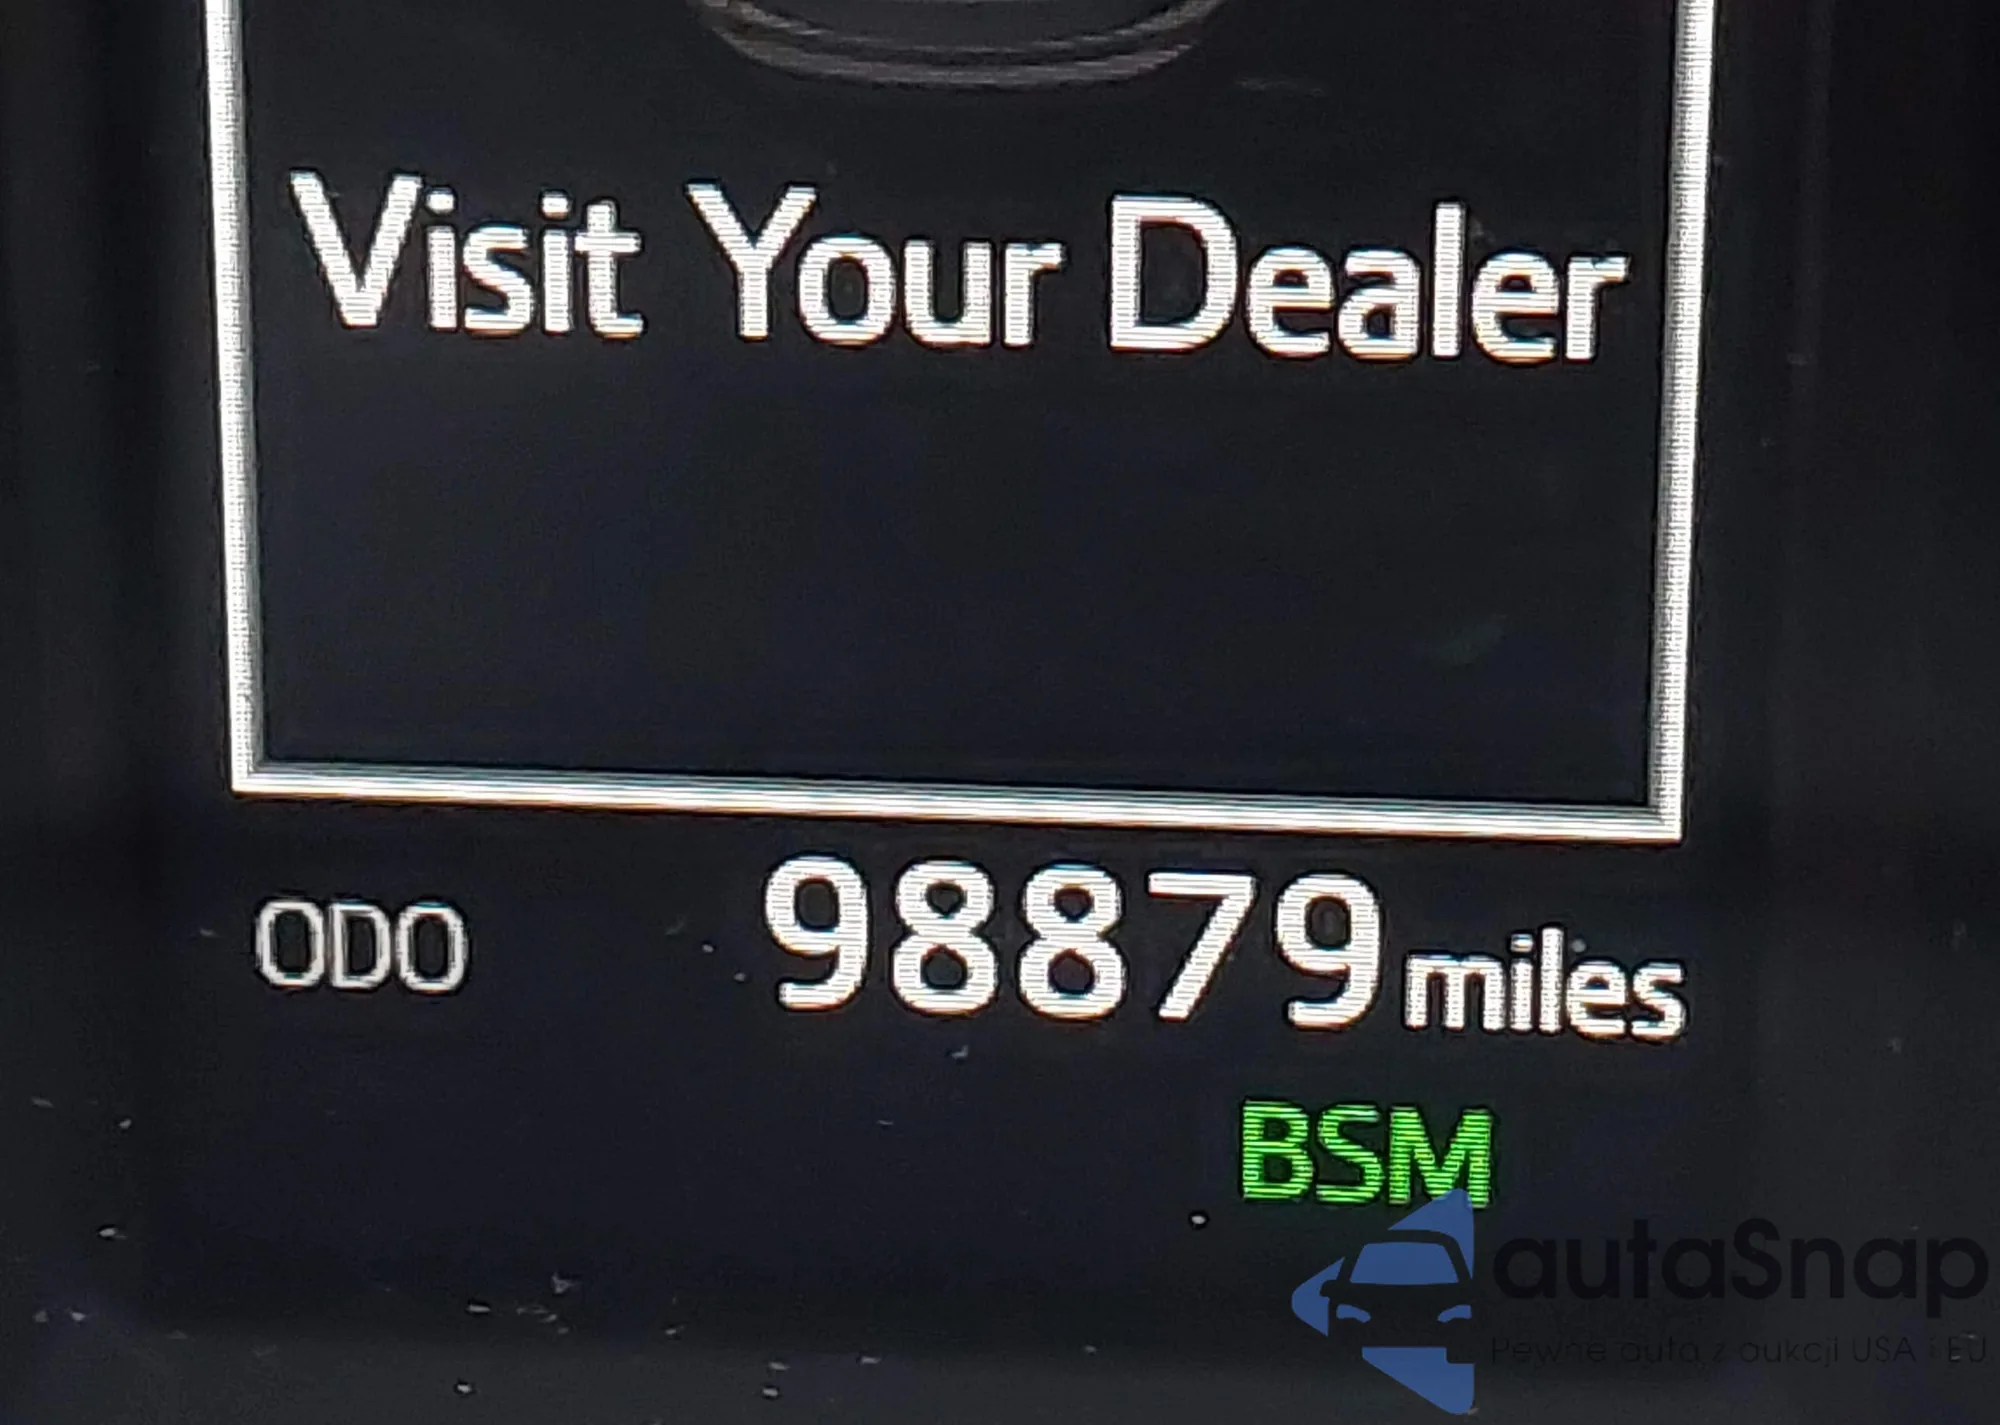 Visit Your Dealer
ODO 98879 miles
BSM
autaSnap
Pewne auta z aukcji USA i EU